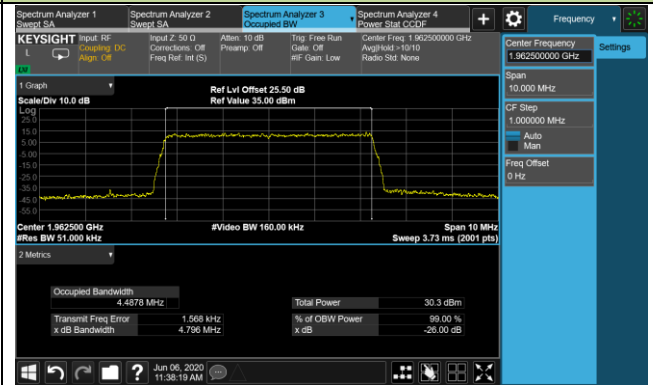 Spectrum Analyzer 1 Spectrum Analyzer 2 Spectrum Analyzer 3 Spectrum Analyzer 4 + Frequency
Swept SA Swept SA Occupied BW Power Stat CCDF
KEYSIGHT Input: RF Input Z: 50 Ω Atten: 10 dB Trig: Free Run Center Freq: 1.962500000 GHz
L Coupling: DC Corrections: Off Preamp: Off Gate: Off Avg|Hold:>10/10
Align: Off Freq Ref: Int (S) #IF Gain: Low Radio Std: None
Center Frequency Settings
1.962500000 GHz
Span
10.000 MHz
CF Step
1.000000 MHz
Auto
Man
Freq Offset
0 Hz
1 Graph Ref Lvl Offset 25.50 dB
Scale/Div 10.0 dB Ref Value 35.00 dBm
Log
25.0
15.0
5.00
-5.00
-15.0
-25.0
-35.0
-45.0
-55.0
Center 1.962500 GHz #Video BW 160.00 kHz Span 10 MHz
#Res BW 51.000 kHz Sweep 3.73 ms (2001 pts)
2 Metrics
Occupied Bandwidth
4.4878 MHz Total Power 30.3 dBm
Transmit Freq Error 1.568 kHz % of OBW Power 99.00 %
x dB Bandwidth 4.796 MHz x dB -26.00 dB
? Jun 06, 2020
11:38:19 AM